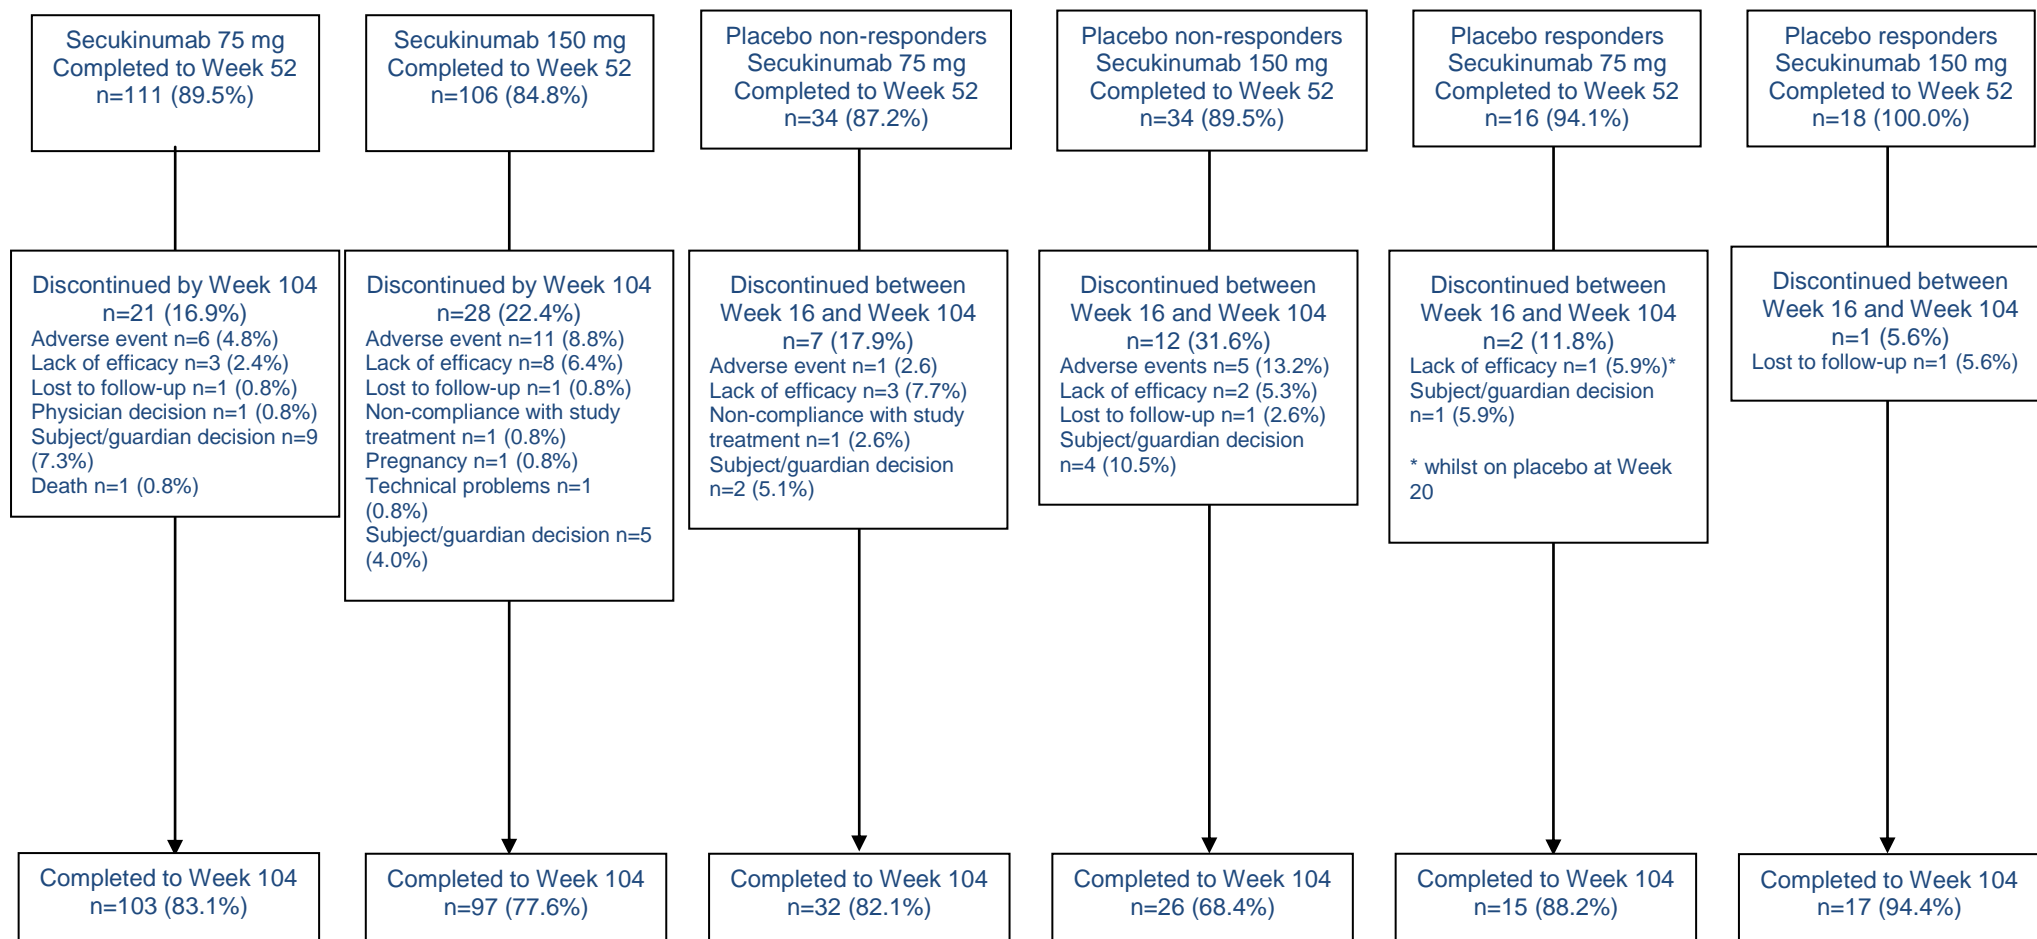 Secukinumab 75 mg
Completed to Week 52
n=111 (89.5%)
Secukinumab 150 mg
Completed to Week 52
n=106 (84.8%)
Placebo non-responders
Secukinumab 75 mg
Completed to Week 52
n=34 (87.2%)
Placebo non-responders
Secukinumab 150 mg
Completed to Week 52
n=34 (89.5%)
Placebo responders
Secukinumab 75 mg
Completed to Week 52
n=16 (94.1%)
Placebo responders
Secukinumab 150 mg
Completed to Week 52
n=18 (100.0%)
Discontinued by Week 104
n=21 (16.9%)
Adverse event n=6 (4.8%)
Lack of efficacy n=3 (2.4%)
Lost to follow-up n=1 (0.8%)
Physician decision n=1 (0.8%)
Subject/guardian decision n=9
(7.3%)
Death n=1 (0.8%)
Discontinued by Week 104
n=28 (22.4%)
Adverse event n=11 (8.8%)
Lack of efficacy n=8 (6.4%)
Lost to follow-up n=1 (0.8%)
Non-compliance with study
treatment n=1 (0.8%)
Pregnancy n=1 (0.8%)
Technical problems n=1
(0.8%)
Subject/guardian decision n=5
(4.0%)
Discontinued between
Week 16 and Week 104
n=7 (17.9%)
Adverse event n=1 (2.6)
Lack of efficacy n=3 (7.7%)
Non-compliance with study
treatment n=1 (2.6%)
Subject/guardian decision
n=2 (5.1%)
Discontinued between
Week 16 and Week 104
n=12 (31.6%)
Adverse events n=5 (13.2%)
Lack of efficacy n=2 (5.3%)
Lost to follow-up n=1 (2.6%)
Subject/guardian decision
n=4 (10.5%)
Discontinued between
Week 16 and Week 104
n=2 (11.8%)
Lack of efficacy n=1 (5.9%)*
Subject/guardian decision
n=1 (5.9%)
* whilst on placebo at Week
20
Discontinued between
Week 16 and Week 104
n=1 (5.6%)
Lost to follow-up n=1 (5.6%)
Completed to Week 104
n=103 (83.1%)
Completed to Week 104
n=97 (77.6%)
Completed to Week 104
n=32 (82.1%)
Completed to Week 104
n=26 (68.4%)
Completed to Week 104
n=15 (88.2%)
Completed to Week 104
n=17 (94.4%)